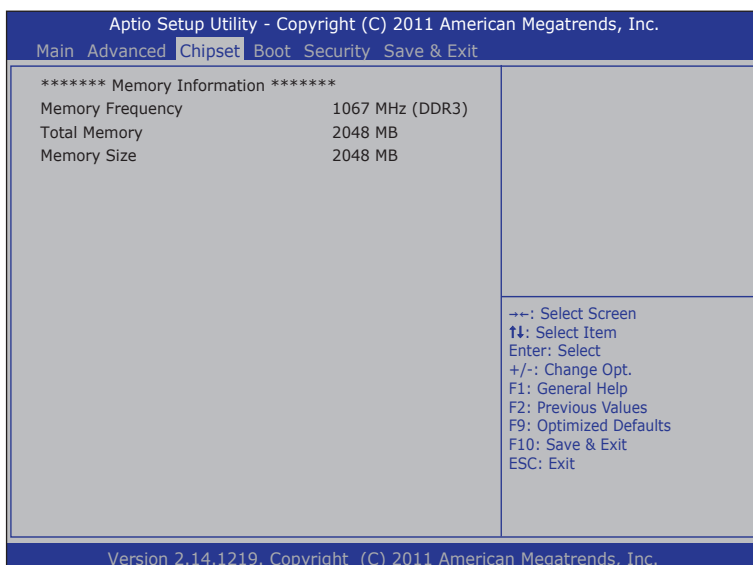 Aptio Setup Utility - Copyright (C) 2011 American Megatrends, Inc.
Main Advanced Chipset Boot Security Save & Exit
******* Memory Information *******
Memory Frequency 1067 MHz (DDR3)
Total Memory 2048 MB
Memory Size 2048 MB
→←: Select Screen
↑↓: Select Item
Enter: Select
+/-: Change Opt.
F1: General Help
F2: Previous Values
F9: Optimized Defaults
F10: Save & Exit
ESC: Exit
Version 2.14.1219. Copyright (C) 2011 American Megatrends, Inc.